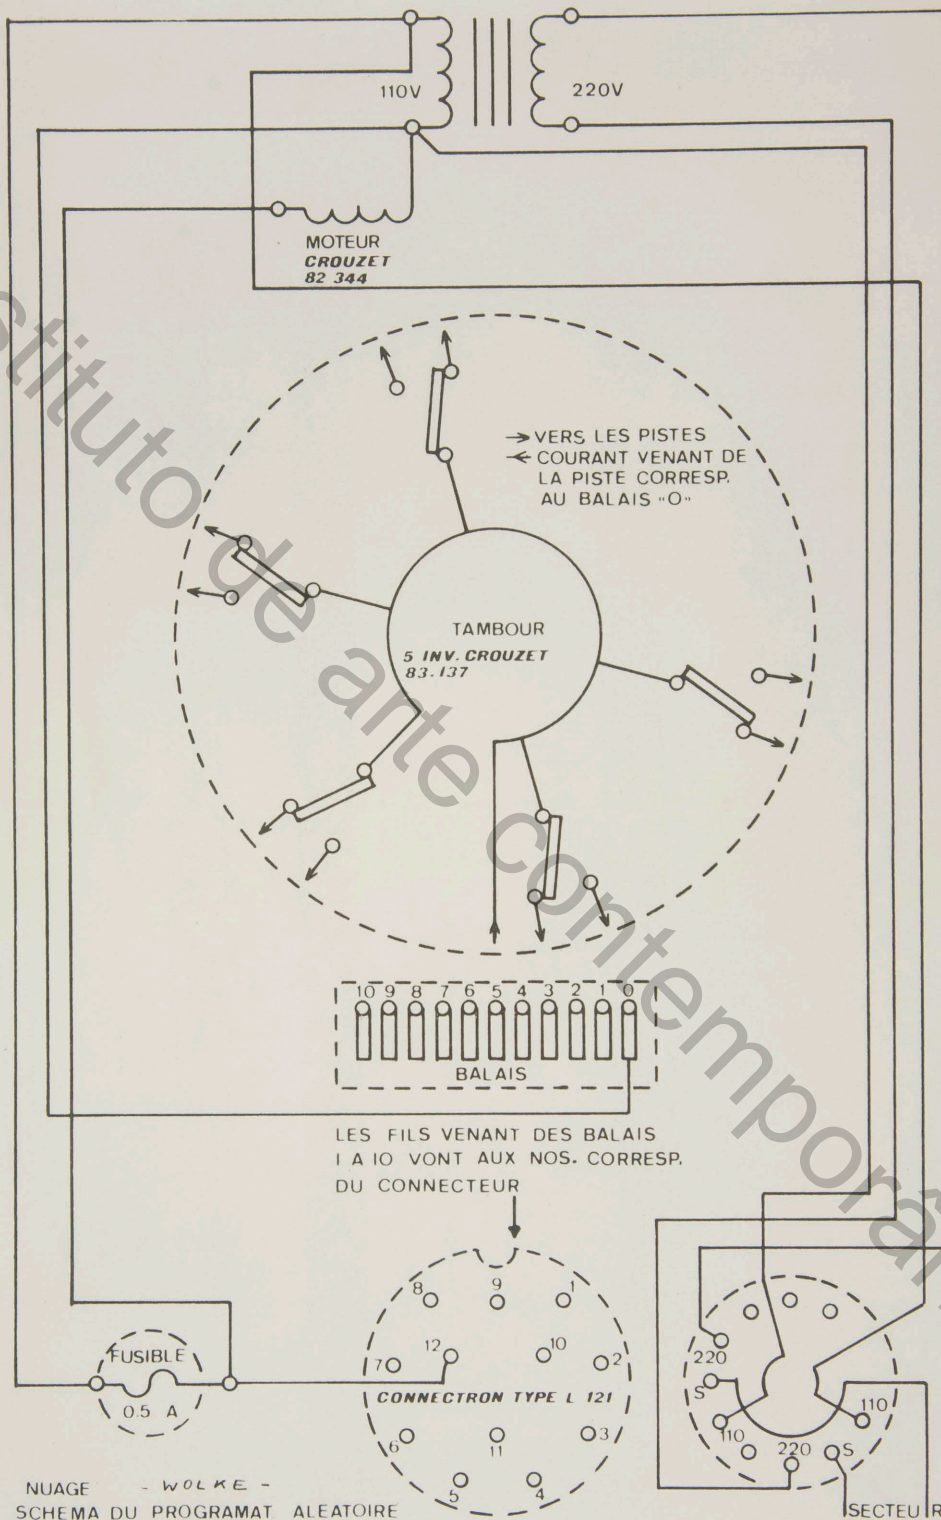 110V
220V
MOTEUR
CROUZET
82 344
→ VERS LES PISTES
← COURANT VENANT DE
LA PISTE CORRESP.
AU BALAIS "O"
TAMBOUR
5 INV. CROUZET
83.137
10 9 8 7 6 5 4 3 2 1 0
BALAIS
LES FILS VENANT DES BALAIS
1 A 10 VONT AUX NOS. CORRESP.
DU CONNECTEUR
8 9 1
7 12 10 2
CONNECTRON TYPE L 121
6 11 3
5 4
FUSIBLE
0.5 A
220
S
110 110
220 S
SECTEUR
NUAGE - WOLKE -
SCHEMA DU PROGRAMAT ALEATOIRE
stituto de arte contemporân